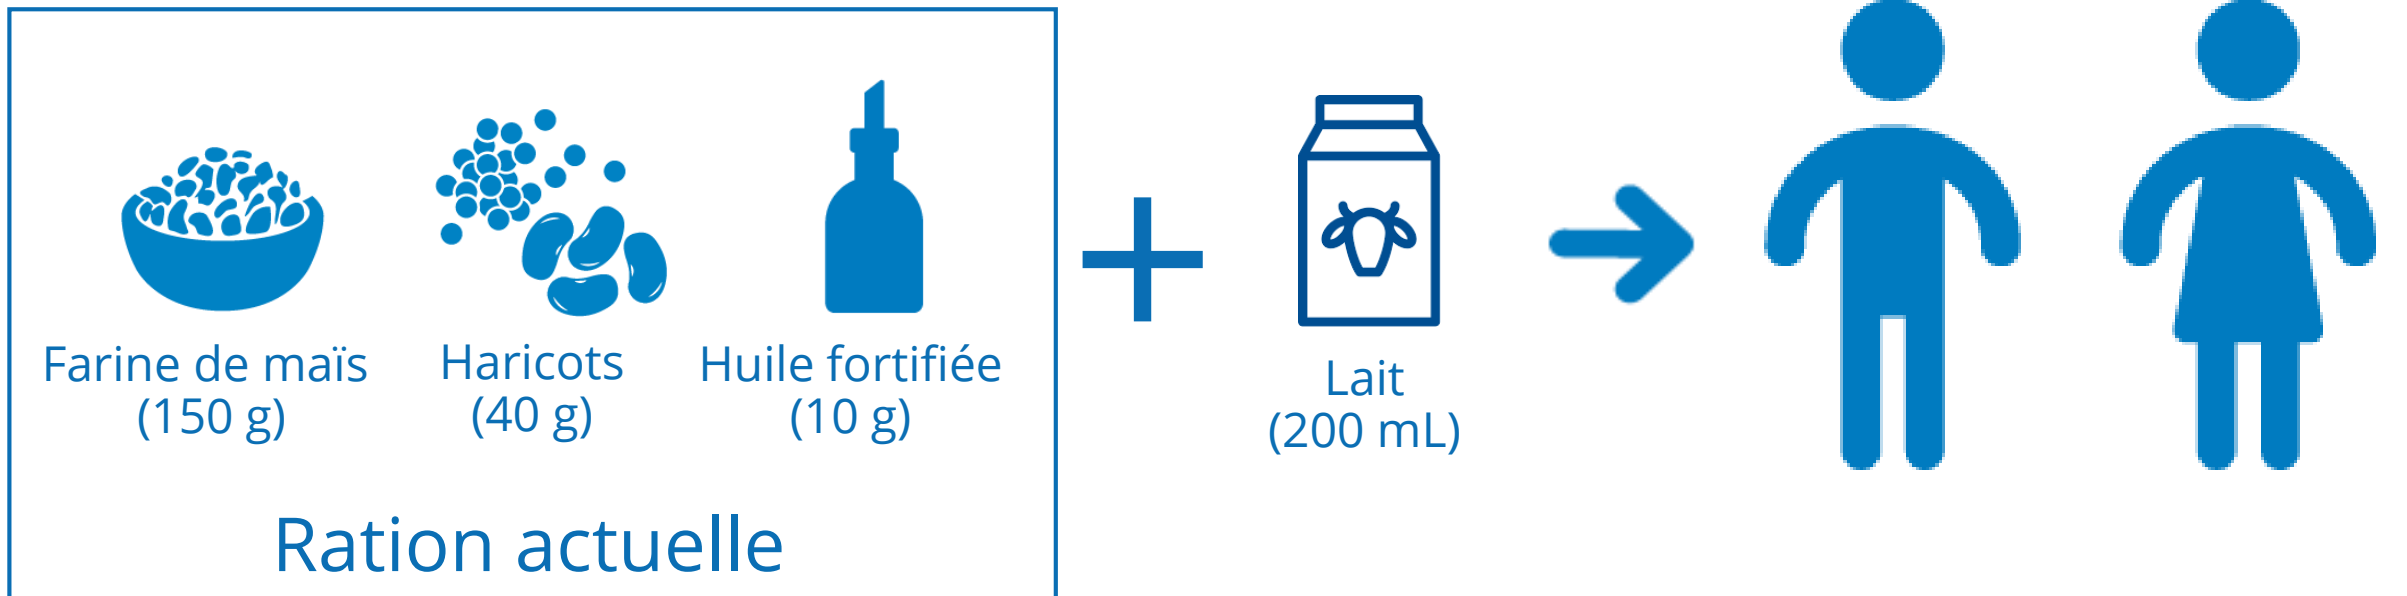 Farine de maïs
(150 g)
Haricots
(40 g)
Huile fortifiée
(10 g)
Ration actuelle
Lait
(200 mL)